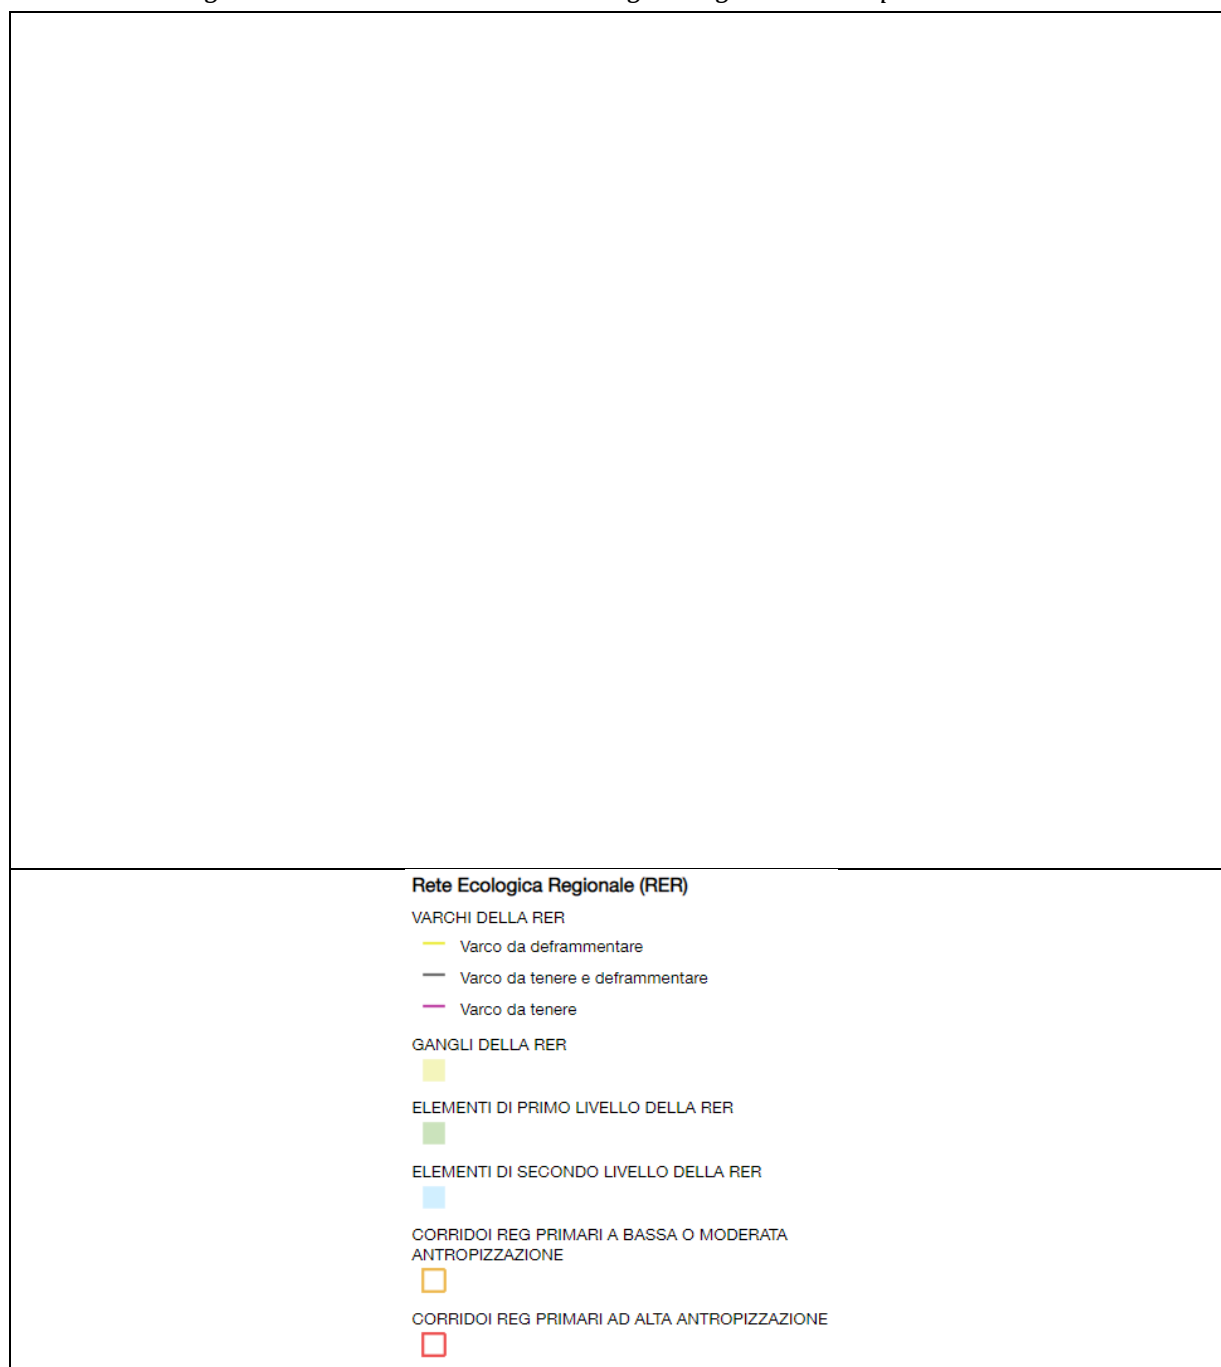 Rete Ecologica Regionale (RER)
VARCHI DELLA RER
Varco da deframmentare
Varco da tenere e deframmentare
Varco da tenere
GANGLI DELLA RER
ELEMENTI DI PRIMO LIVELLO DELLA RER
ELEMENTI DI SECONDO LIVELLO DELLA RER
CORRIDOI REG PRIMARI A BASSA O MODERATA
ANTROPIZZAZIONE
CORRIDOI REG PRIMARI AD ALTA ANTROPIZZAZIONE